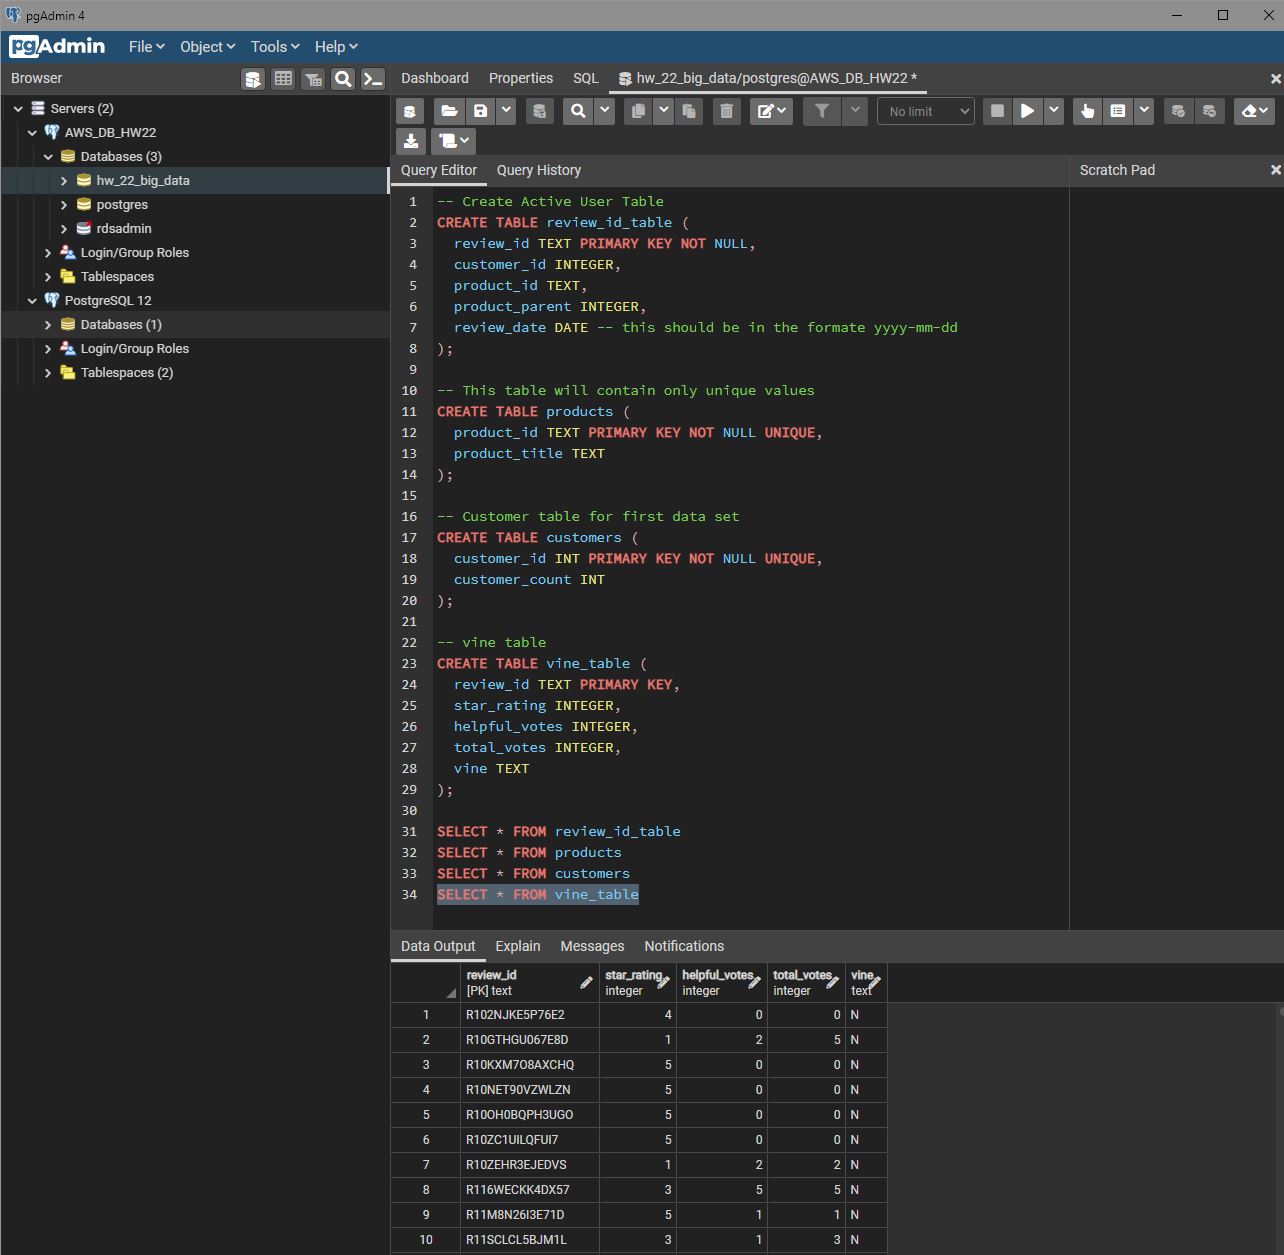 pgAdmin 4
pgAdmin File Object Tools Help
Browser
Dashboard Properties SQL hw_22_big_data/postgres@AWS_DB_HW22 *
Servers (2)
AWS_DB_HW22
Databases (3)
hw_22_big_data
postgres
rdsadmin
Login/Group Roles
Tablespaces
PostgreSQL 12
Databases (1)
Login/Group Roles
Tablespaces (2)
No limit
Query Editor Query History
Scratch Pad
1 -- Create Active User Table
2 CREATE TABLE review_id_table (
3 review_id TEXT PRIMARY KEY NOT NULL,
4 customer_id INTEGER,
5 product_id TEXT,
6 product_parent INTEGER,
7 review_date DATE -- this should be in the formate yyyy-mm-dd
8 );
9
10 -- This table will contain only unique values
11 CREATE TABLE products (
12 product_id TEXT PRIMARY KEY NOT NULL UNIQUE,
13 product_title TEXT
14 );
15
16 -- Customer table for first data set
17 CREATE TABLE customers (
18 customer_id INT PRIMARY KEY NOT NULL UNIQUE,
19 customer_count INT
20 );
21
22 -- vine table
23 CREATE TABLE vine_table (
24 review_id TEXT PRIMARY KEY,
25 star_rating INTEGER,
26 helpful_votes INTEGER,
27 total_votes INTEGER,
28 vine TEXT
29 );
30
31 SELECT * FROM review_id_table
32 SELECT * FROM products
33 SELECT * FROM customers
34 SELECT * FROM vine_table
Data Output Explain Messages Notifications
review_id star_rating helpful_votes total_votes vine
[PK] text integer integer integer text
1 R102NJKE5P76E2 4 0 0 N
2 R10GTHGU067E8D 1 2 5 N
3 R10KXM7O8AXCHQ 5 0 0 N
4 R10NET90VZWLZN 5 0 0 N
5 R10OH0BQPH3UGO 5 0 0 N
6 R10ZC1UILQFUI7 5 0 0 N
7 R10ZEHR3EJEDVS 1 2 2 N
8 R116WECKK4DX57 3 5 5 N
9 R11M8N26I3E71D 5 1 1 N
10 R11SCLCL5BJM1L 3 1 3 N